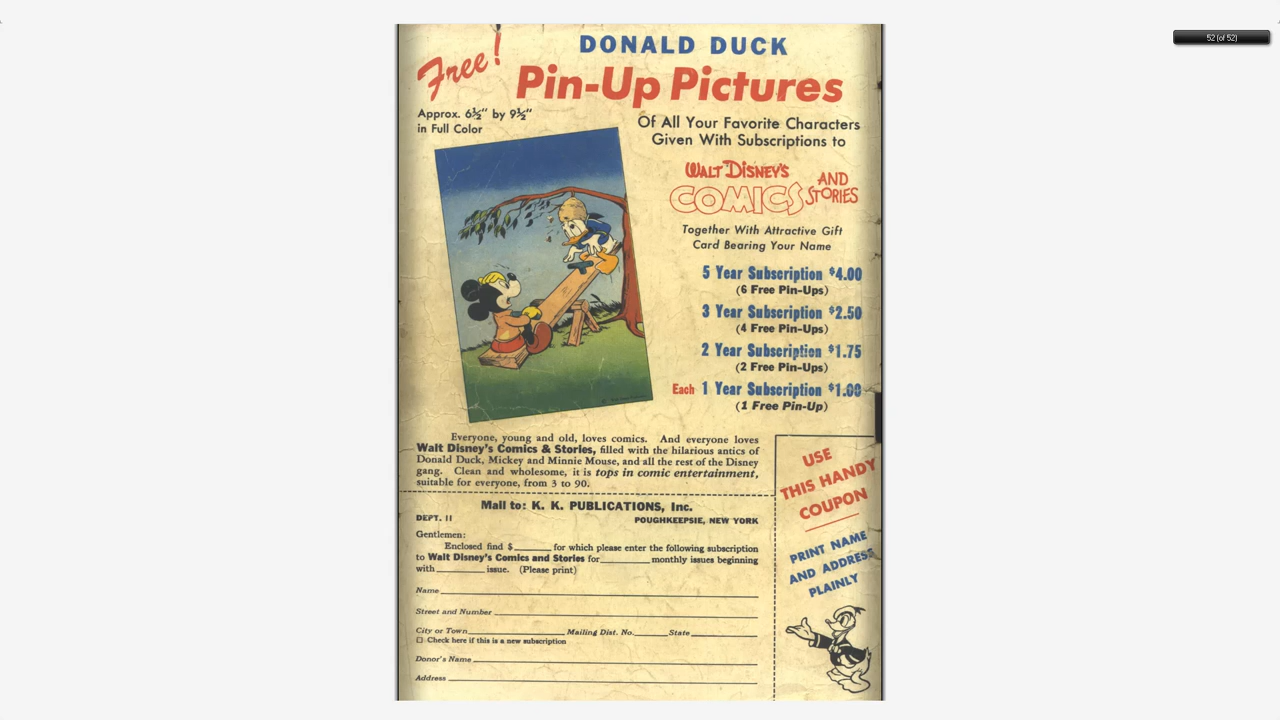 52 (of 52)
Free!
DONALD DUCK
Pin-Up Pictures
Approx. 6½" by 9½"
in Full Color
Of All Your Favorite Characters
Given With Subscriptions to
WALT DISNEY'S
COMICS AND STORIES
Together With Attractive Gift
Card Bearing Your Name
5 Year Subscription $4.00
(6 Free Pin-Ups)
3 Year Subscription $2.50
(4 Free Pin-Ups)
2 Year Subscription $1.75
(2 Free Pin-Ups)
Each 1 Year Subscription $1.00
(1 Free Pin-Up)
Everyone, young and old, loves comics. And everyone loves
Walt Disney's Comics & Stories, filled with the hilarious antics of
Donald Duck, Mickey and Minnie Mouse, and all the rest of the Disney
gang. Clean and wholesome, it is tops in comic entertainment,
suitable for everyone, from 3 to 90.
Mail to: K. K. PUBLICATIONS, Inc.
DEPT. 11 POUGHKEEPSIE, NEW YORK
Gentlemen:
Enclosed find $______ for which please enter the following subscription
to Walt Disney's Comics and Stories for________ monthly issues beginning
with________ issue. (Please print)
Name
Street and Number
City or Town________ Mailing Dist. No.______ State________
☐ Check here if this is a new subscription
Donor's Name
Address
USE
THIS HANDY
COUPON
PRINT NAME
AND ADDRESS
PLAINLY